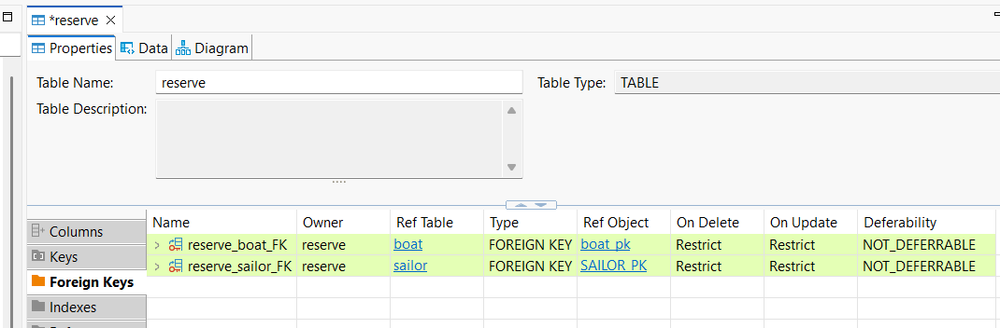 *reserve
Properties Data Diagram
Table Name: reserve Table Type: TABLE
Table Description:
Columns
Keys
Foreign Keys
Indexes
Name Owner Ref Table Type Ref Object On Delete On Update Deferability
reserve_boat_FK reserve boat FOREIGN KEY boat_pk Restrict Restrict NOT_DEFERRABLE
reserve_sailor_FK reserve sailor FOREIGN KEY SAILOR_PK Restrict Restrict NOT_DEFERRABLE